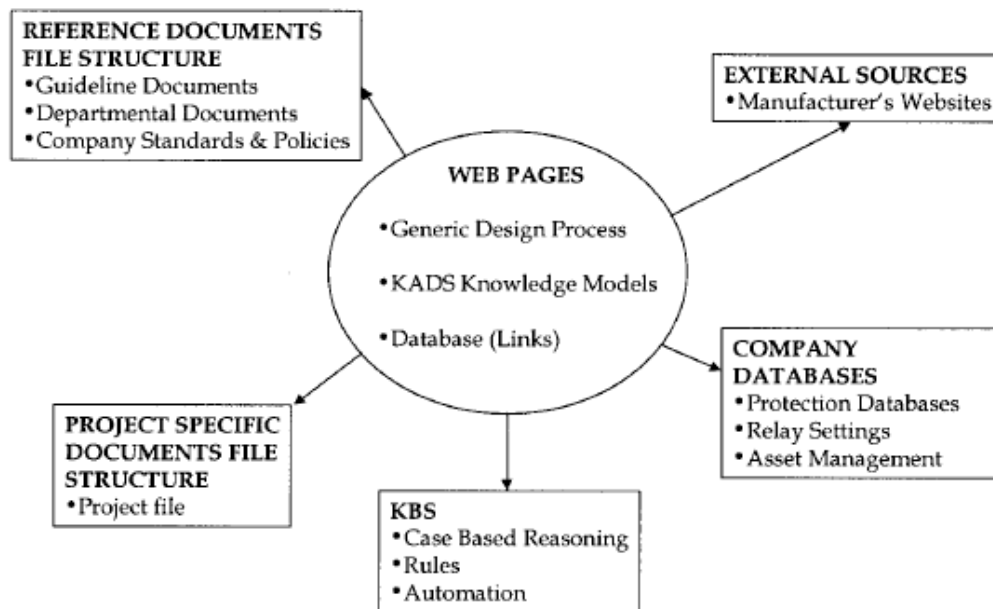 REFERENCE DOCUMENTS
FILE STRUCTURE
•Guideline Documents
•Departmental Documents
•Company Standards & Policies
EXTERNAL SOURCES
•Manufacturer's Websites
WEB PAGES
•Generic Design Process
•KADS Knowledge Models
•Database (Links)
COMPANY
DATABASES
•Protection Databases
•Relay Settings
•Asset Management
PROJECT SPECIFIC
DOCUMENTS FILE
STRUCTURE
•Project file
KBS
•Case Based Reasoning
•Rules
•Automation